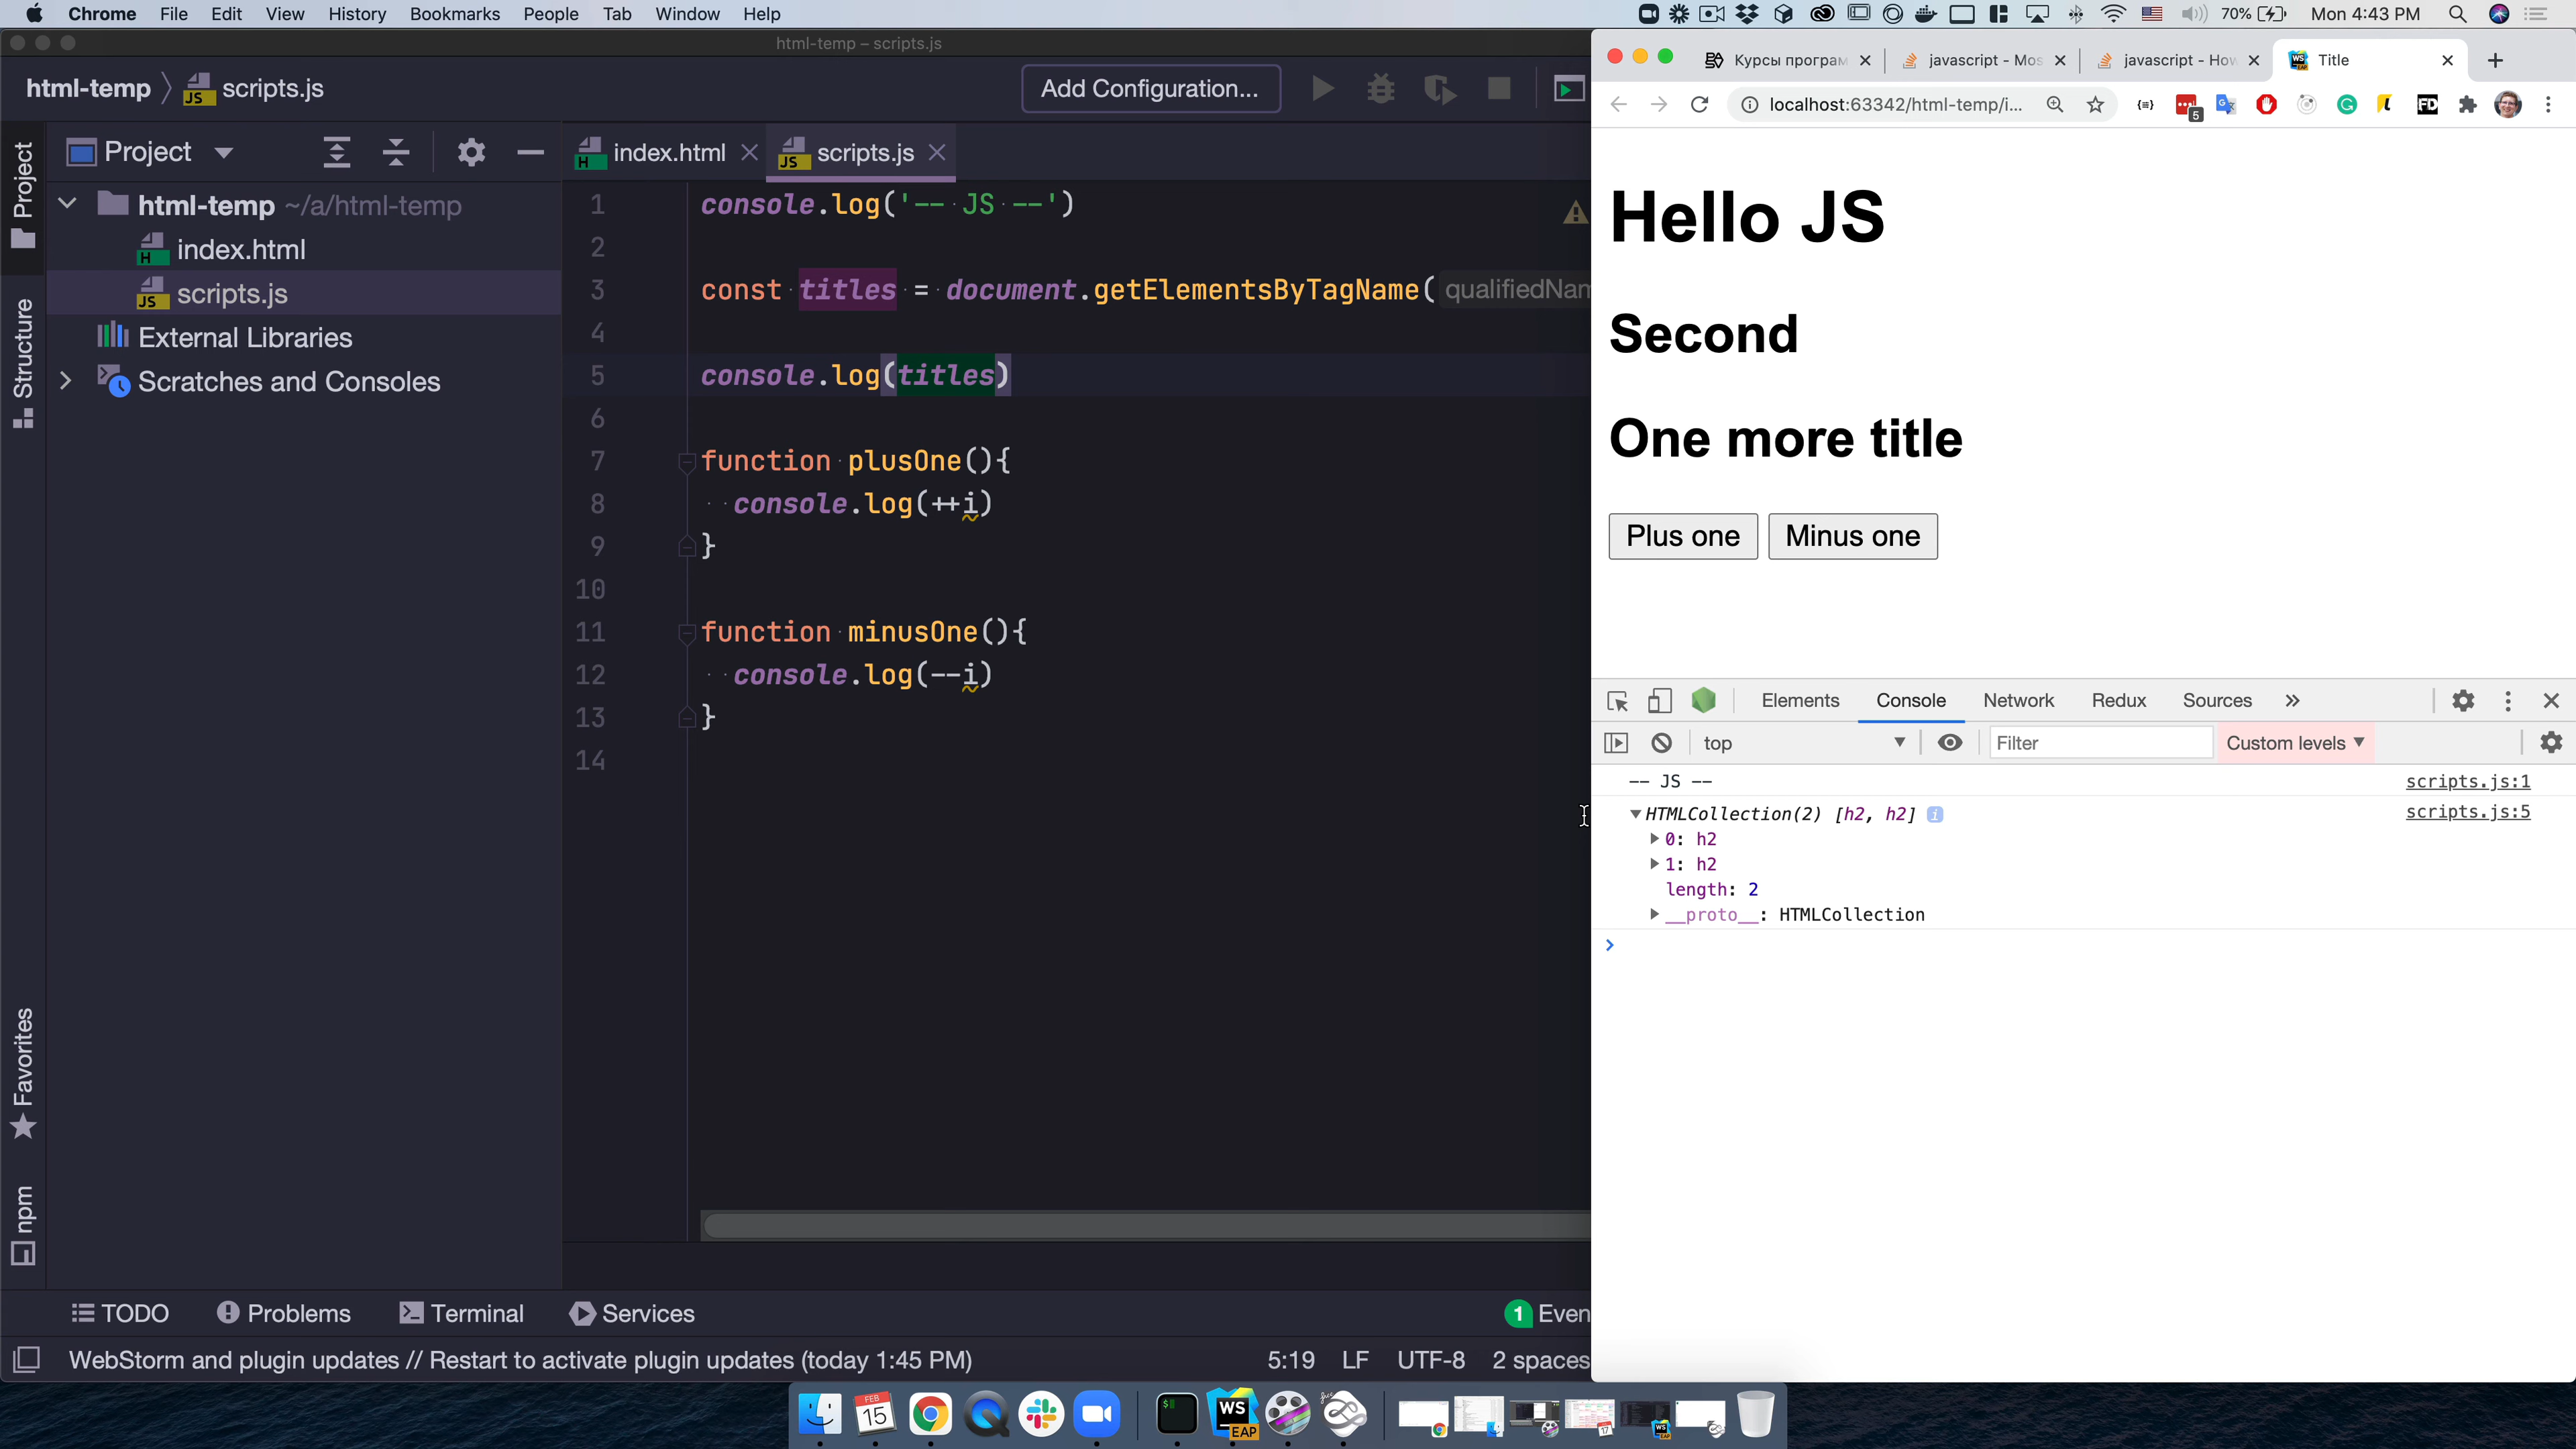 Chrome File Edit View History Bookmarks People Tab Window Help
70% Mon 4:43 PM
html-temp – scripts.js
html-temp scripts.js
Add Configuration...
Project
Project
html-temp ~/a/html-temp
index.html
scripts.js
External Libraries
Scratches and Consoles
Structure
Favorites
npm
index.html
scripts.js
1 console.log('-- JS --')
2
3 const titles = document.getElementsByTagName( qualifiedNam
4
5 console.log(titles)
6
7 function plusOne(){
8 console.log(++i)
9 }
10
11 function minusOne(){
12 console.log(--i)
13 }
14
TODO Problems Terminal Services 1 Even
WebStorm and plugin updates // Restart to activate plugin updates (today 1:45 PM) 5:19 LF UTF-8 2 spaces
Курсы програм javascript - Mos javascript - How Title
localhost:63342/html-temp/i...
5
Hello JS
Second
One more title
Plus one Minus one
Elements Console Network Redux Sources
top Filter Custom levels
-- JS -- scripts.js:1
HTMLCollection(2) [h2, h2] scripts.js:5
0: h2
1: h2
length: 2
__proto__: HTMLCollection
FEB
15
WS
EAP